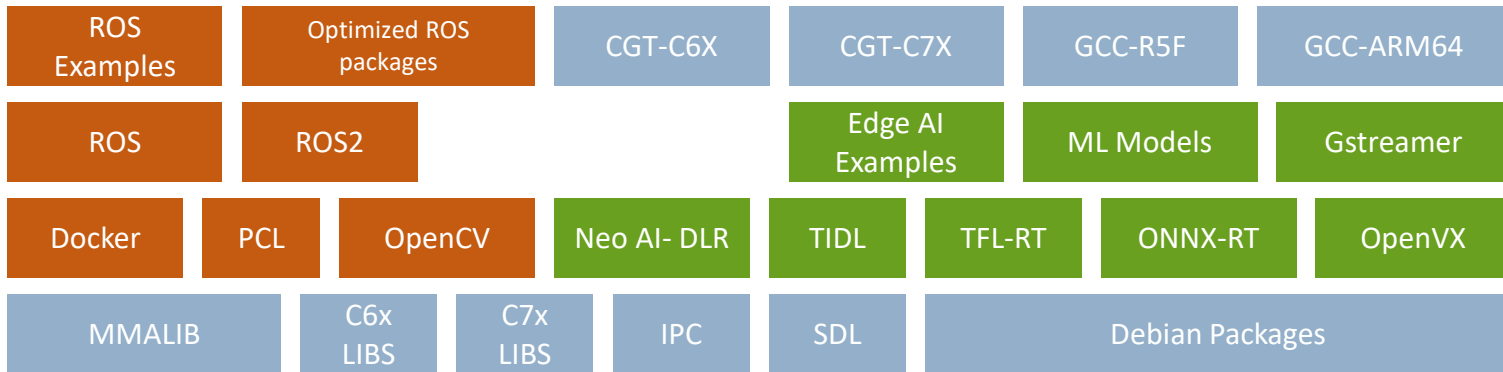 ROS
Examples
Optimized ROS
packages
CGT-C6X
CGT-C7X
GCC-R5F
GCC-ARM64
ROS
ROS2
Edge AI
Examples
ML Models
Gstreamer
Docker
PCL
OpenCV
Neo AI- DLR
TIDL
TFL-RT
ONNX-RT
OpenVX
MMALIB
C6x
LIBS
C7x
LIBS
IPC
SDL
Debian Packages